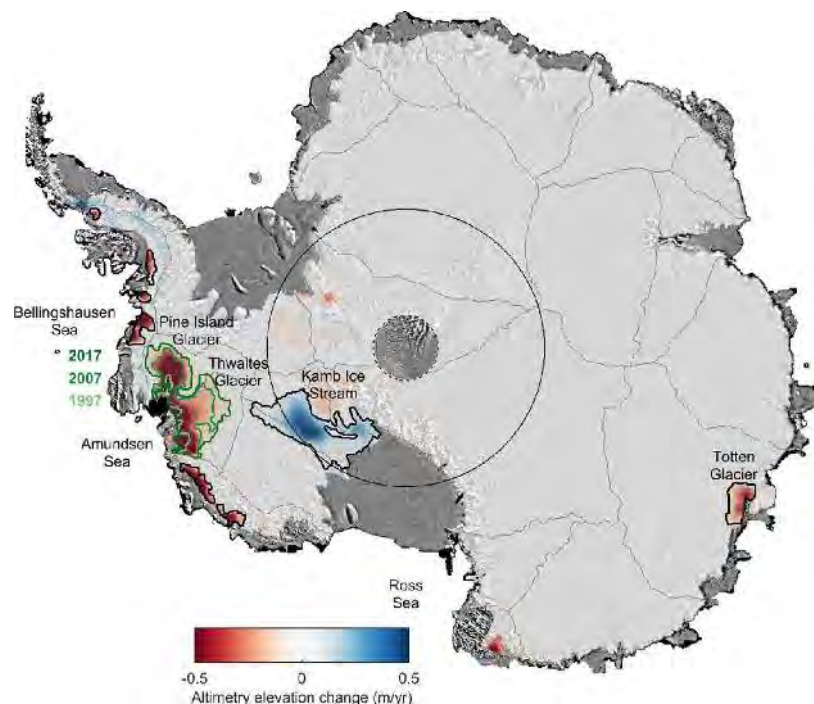 Bellingshausen
Sea
Pine Island
Glacier
2017
2007
1997
Thwaites
Glacier
Kamb Ice
Stream
Amundsen
Sea
Totten
Glacier
Ross
Sea
-0.5
0
0.5
Altimetry elevation change (m/yr)